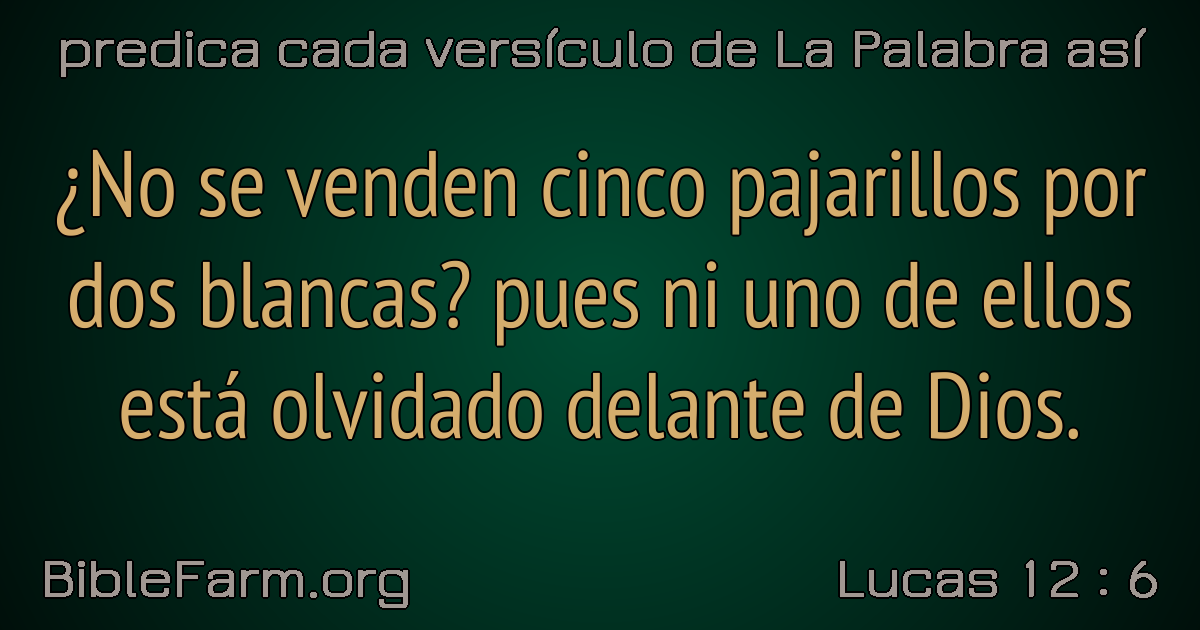 predica cada versículo de La Palabra así
¿No se venden cinco pajarillos por
dos blancas? pues ni uno de ellos
está olvidado delante de Dios.
BibleFarm.org
Lucas 12 : 6